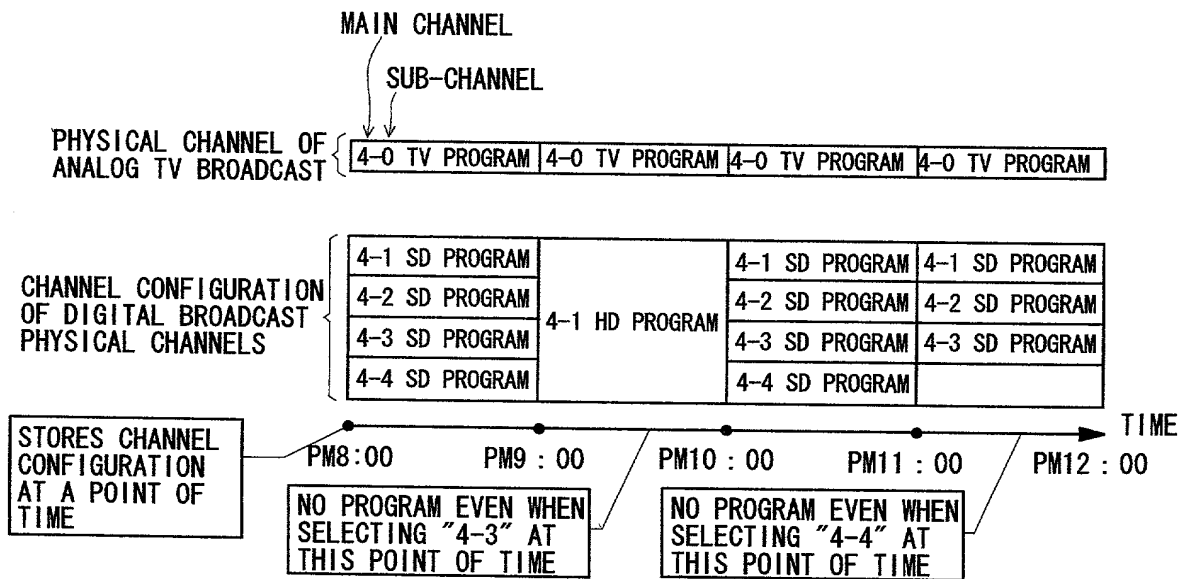 MAIN CHANNEL
SUB-CHANNEL
PHYSICAL CHANNEL OF
ANALOG TV BROADCAST
4-0 TV PROGRAM 4-0 TV PROGRAM 4-0 TV PROGRAM 4-0 TV PROGRAM
CHANNEL CONFIGURATION
OF DIGITAL BROADCAST
PHYSICAL CHANNELS
4-1 SD PROGRAM
4-2 SD PROGRAM
4-3 SD PROGRAM
4-4 SD PROGRAM
4-1 HD PROGRAM
4-1 SD PROGRAM 4-1 SD PROGRAM
4-2 SD PROGRAM 4-2 SD PROGRAM
4-3 SD PROGRAM 4-3 SD PROGRAM
4-4 SD PROGRAM
TIME
PM8:00 PM9 : 00 PM10 : 00 PM11 : 00 PM12 : 00
STORES CHANNEL
CONFIGURATION
AT A POINT OF
TIME
NO PROGRAM EVEN WHEN
SELECTING "4-3" AT
THIS POINT OF TIME
NO PROGRAM EVEN WHEN
SELECTING "4-4" AT
THIS POINT OF TIME